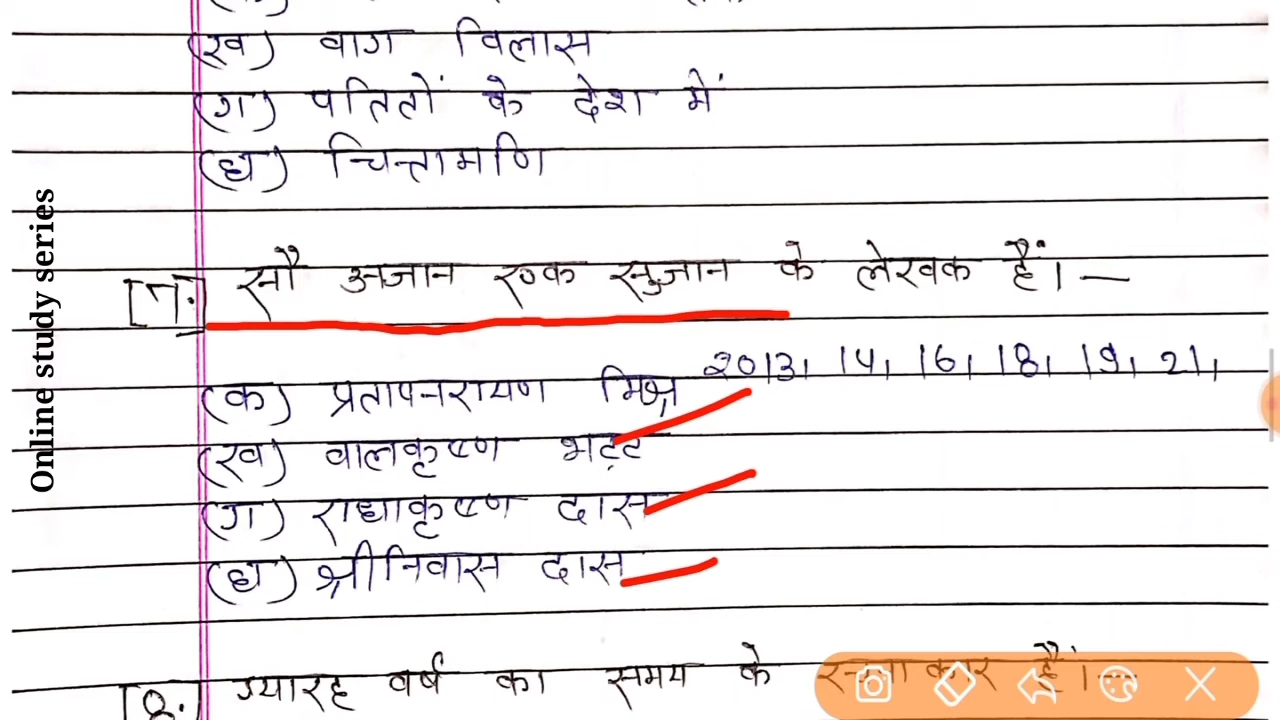 (ख) वाग विलास
(ग) पतितों के देश में
(घ) चिन्तामणि
Online study series
[7.] सौ अजान एक सुजान के लेखक हैं। —
2013, 14, 16, 18, 19, 21,
(क) प्रतापनरायण मिश्र
(ख) वालकृष्ण भट्ट
(ग) राधाकृष्ण दास
(घ) श्रीनिवास दास
[8.] ग्यारह वर्ष का समय के रचनाकार हैं। —